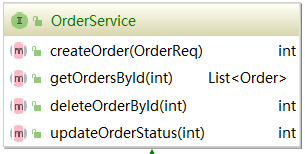 I OrderService
m createOrder(OrderReq) int
m getOrdersById(int) List<Order>
m deleteOrderById(int) int
m updateOrderStatus(int) int